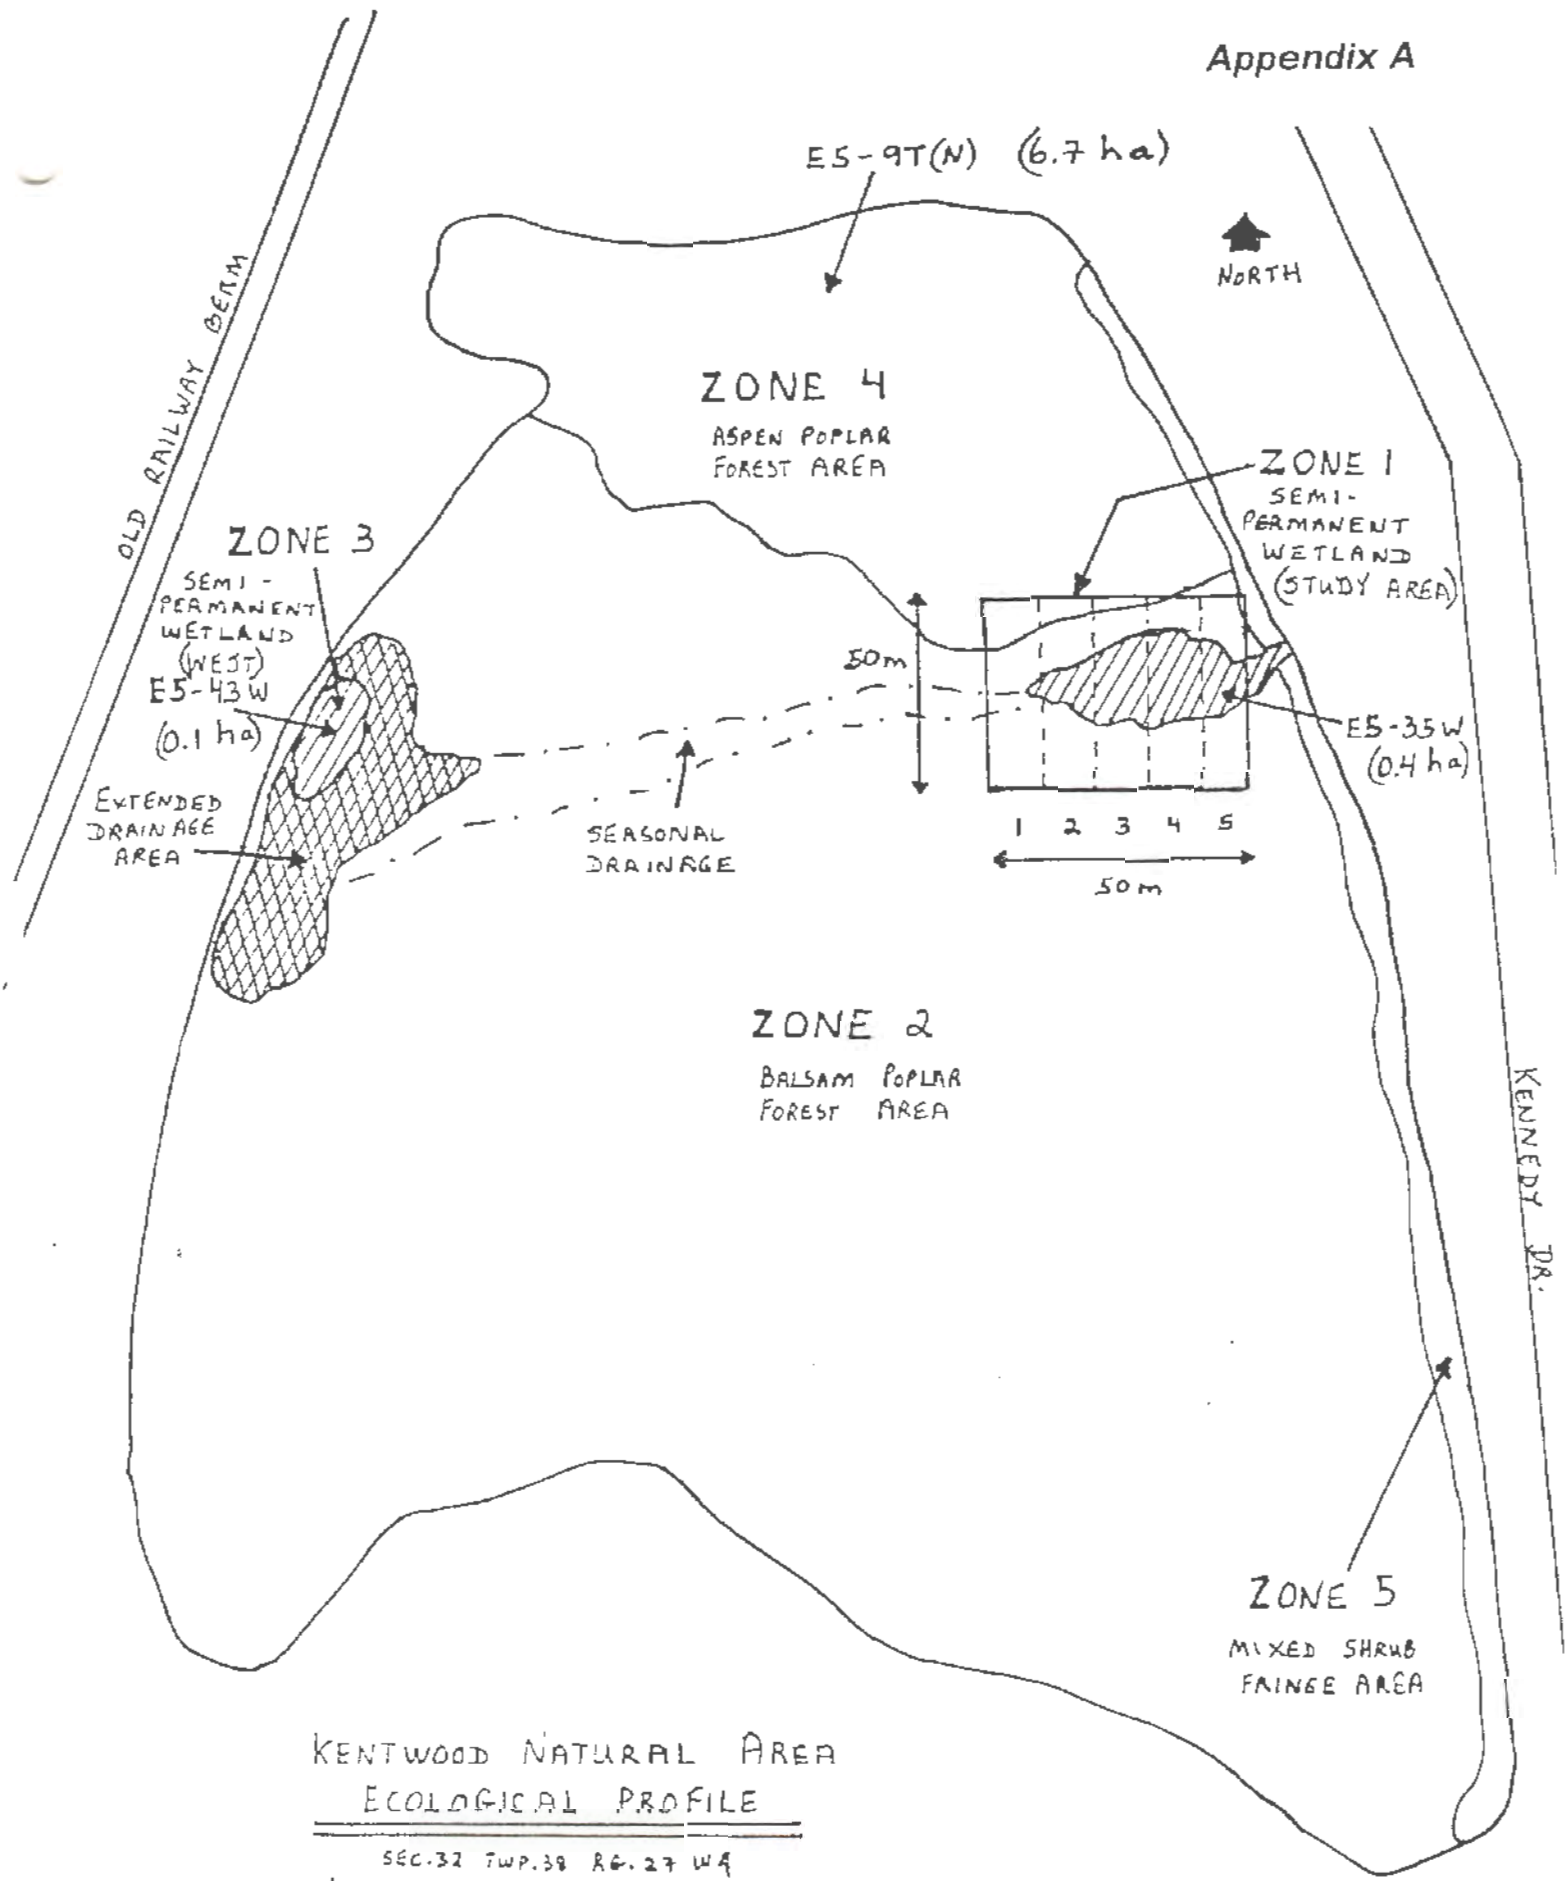 Appendix A
E5-9T(N) (6.7 ha)
NORTH
OLD RAILWAY BERM
ZONE 4
ASPEN POPLAR
FOREST AREA
ZONE 1
SEMI-
PERMANENT
WETLAND
(STUDY AREA)
ZONE 3
SEMI-
PERMANENT
WETLAND
(WEST)
E5-43W
(0.1 ha)
50m
E5-35W
(0.4 ha)
EXTENDED
DRAINAGE
AREA
SEASONAL
DRAINAGE
1 2 3 4 5
50m
ZONE 2
BALSAM POPLAR
FOREST AREA
KENNEDY DR.
ZONE 5
MIXED SHRUB
FRINGE AREA
KENTWOOD NATURAL AREA
ECOLOGICAL PROFILE
SEC.32 TWP.38 RG.27 W4